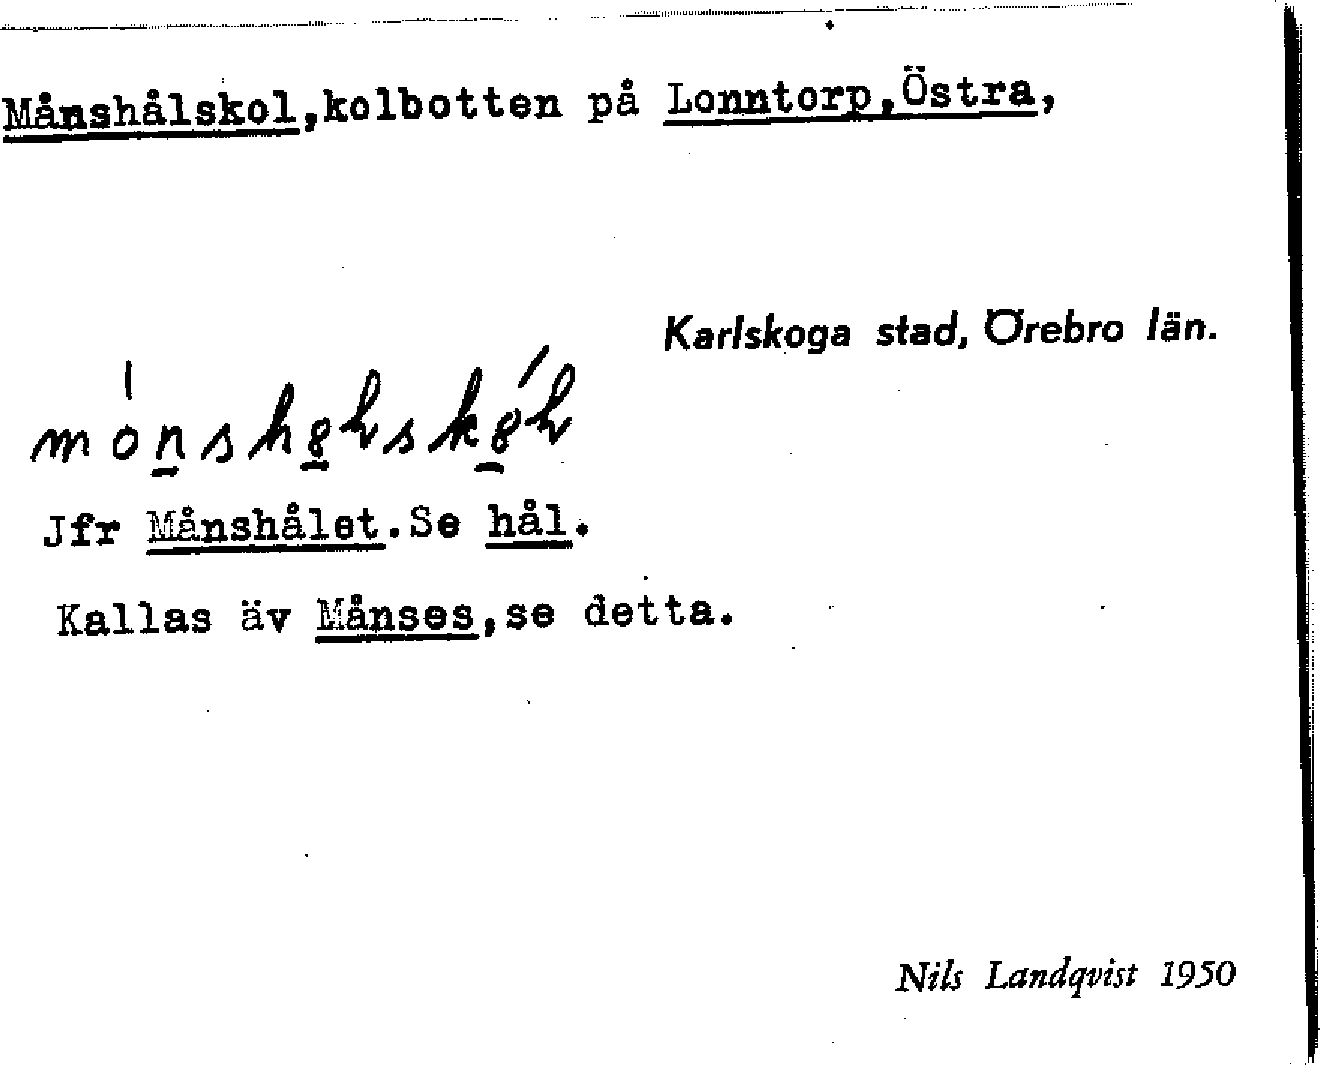 Månshålskol,kolbotten på Lonntorp,Östra,
Karlskoga stad, Örebro län.
Jfr Månshålet.Se hål.
Kallas äv Månses,se detta.
Nils Landqvist 1950